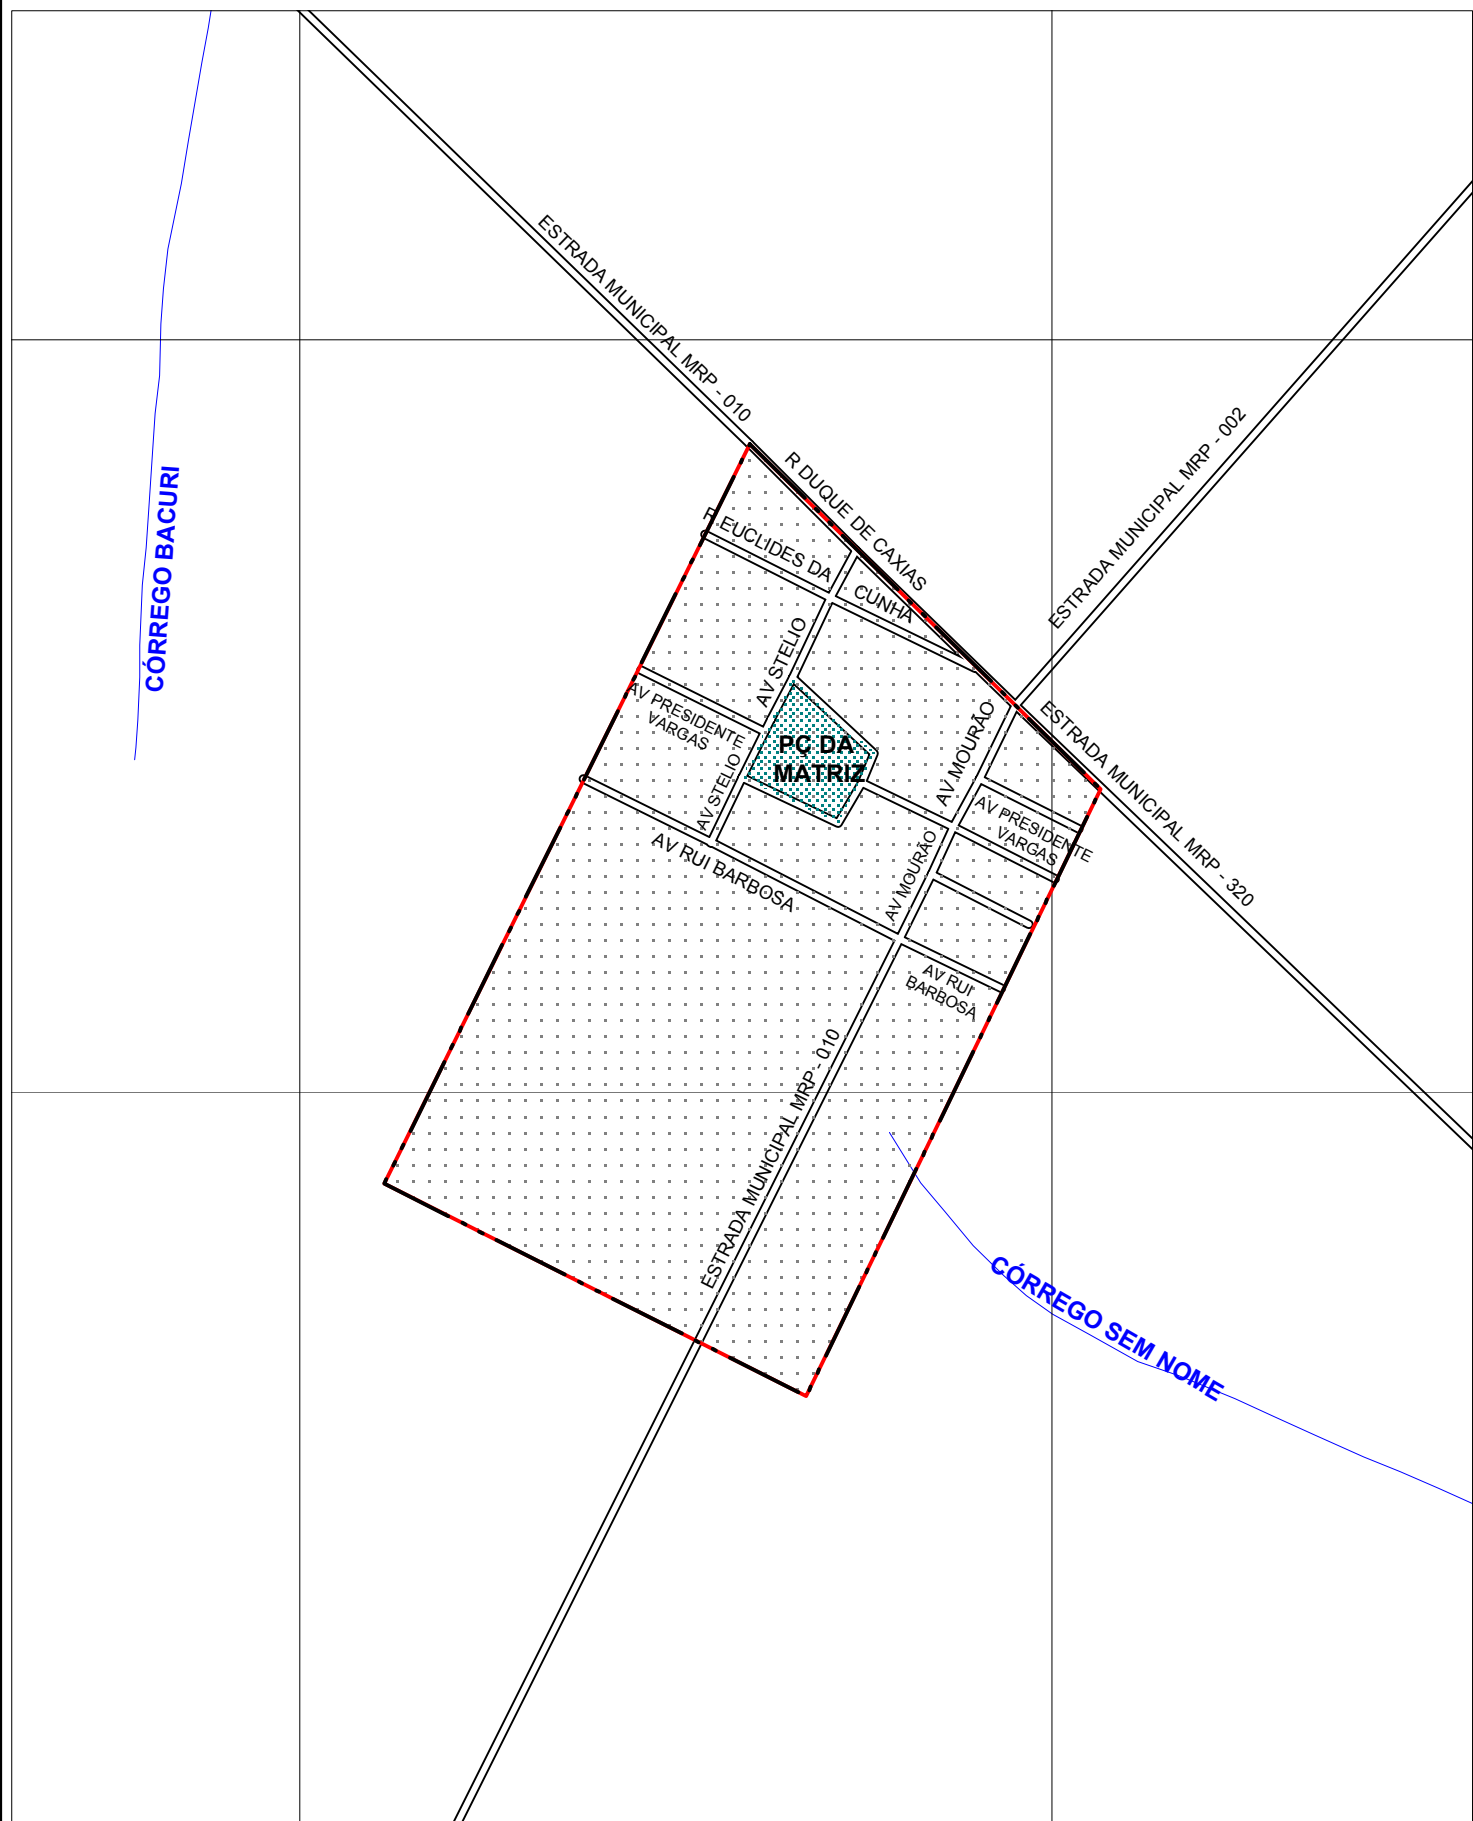 ESTRADA MUNICIPAL MRP - 010
R DUQUE DE CAXIAS
ESTRADA MUNICIPAL MRP - 002
CÓRREGO BACURI
R EUCLIDES DA
CUNHA
AV STELIO
AV PRESIDENTE
VARGAS
PÇ DA
MATRIZ
AV MOURÃO
ESTRADA MUNICIPAL MRP - 320
AV STELIO
AV PRESIDENTE
VARGAS
AV RUI BARBOSA
AV MOURÃO
AV RUI
BARBOSA
ESTRADA MUNICIPAL MRP - 010
CÓRREGO SEM NOME